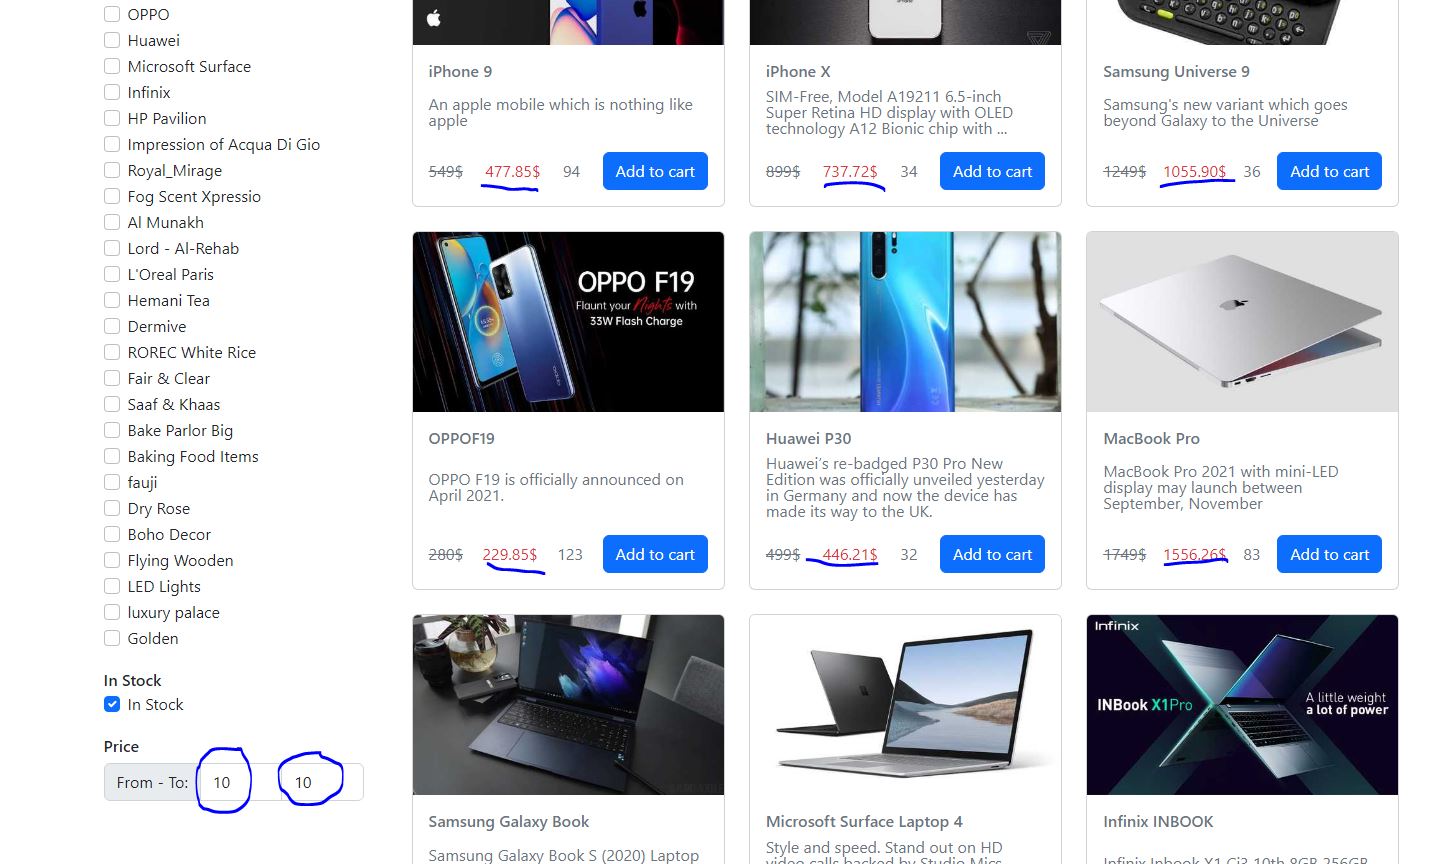 OPPO
Huawei
Microsoft Surface
Infinix
HP Pavilion
Impression of Acqua Di Gio
Royal_Mirage
Fog Scent Xpressio
Al Munakh
Lord - Al-Rehab
L'Oreal Paris
Hemani Tea
Dermive
ROREC White Rice
Fair & Clear
Saaf & Khaas
Bake Parlor Big
Baking Food Items
fauji
Dry Rose
Boho Decor
Flying Wooden
LED Lights
luxury palace
Golden
In Stock
In Stock
Price
From - To: 10 10
iPhone 9
An apple mobile which is nothing like
apple
549$ 477.85$ 94 Add to cart
iPhone X
SIM-Free, Model A19211 6.5-inch
Super Retina HD display with OLED
technology A12 Bionic chip with ...
899$ 737.72$ 34 Add to cart
Samsung Universe 9
Samsung's new variant which goes
beyond Galaxy to the Universe
1249$ 1055.90$ 36 Add to cart
OPPO F19
Flaunt your Nights with
33W Flash Charge
OPPOF19
OPPO F19 is officially announced on
April 2021.
280$ 229.85$ 123 Add to cart
Huawei P30
Huawei’s re-badged P30 Pro New
Edition was officially unveiled yesterday
in Germany and now the device has
made its way to the UK.
499$ 446.21$ 32 Add to cart
MacBook Pro
MacBook Pro 2021 with mini-LED
display may launch between
September, November
1749$ 1556.26$ 83 Add to cart
Samsung Galaxy Book
Samsung Galaxy Book S (2020) Laptop
Microsoft Surface Laptop 4
Style and speed. Stand out on HD
video calls backed by Studio Mics,
Infinix
INBook X1Pro
A little weight
a lot of power
Infinix INBOOK
Infinix Inbook X1 Ci3 10th 8GB 256GB